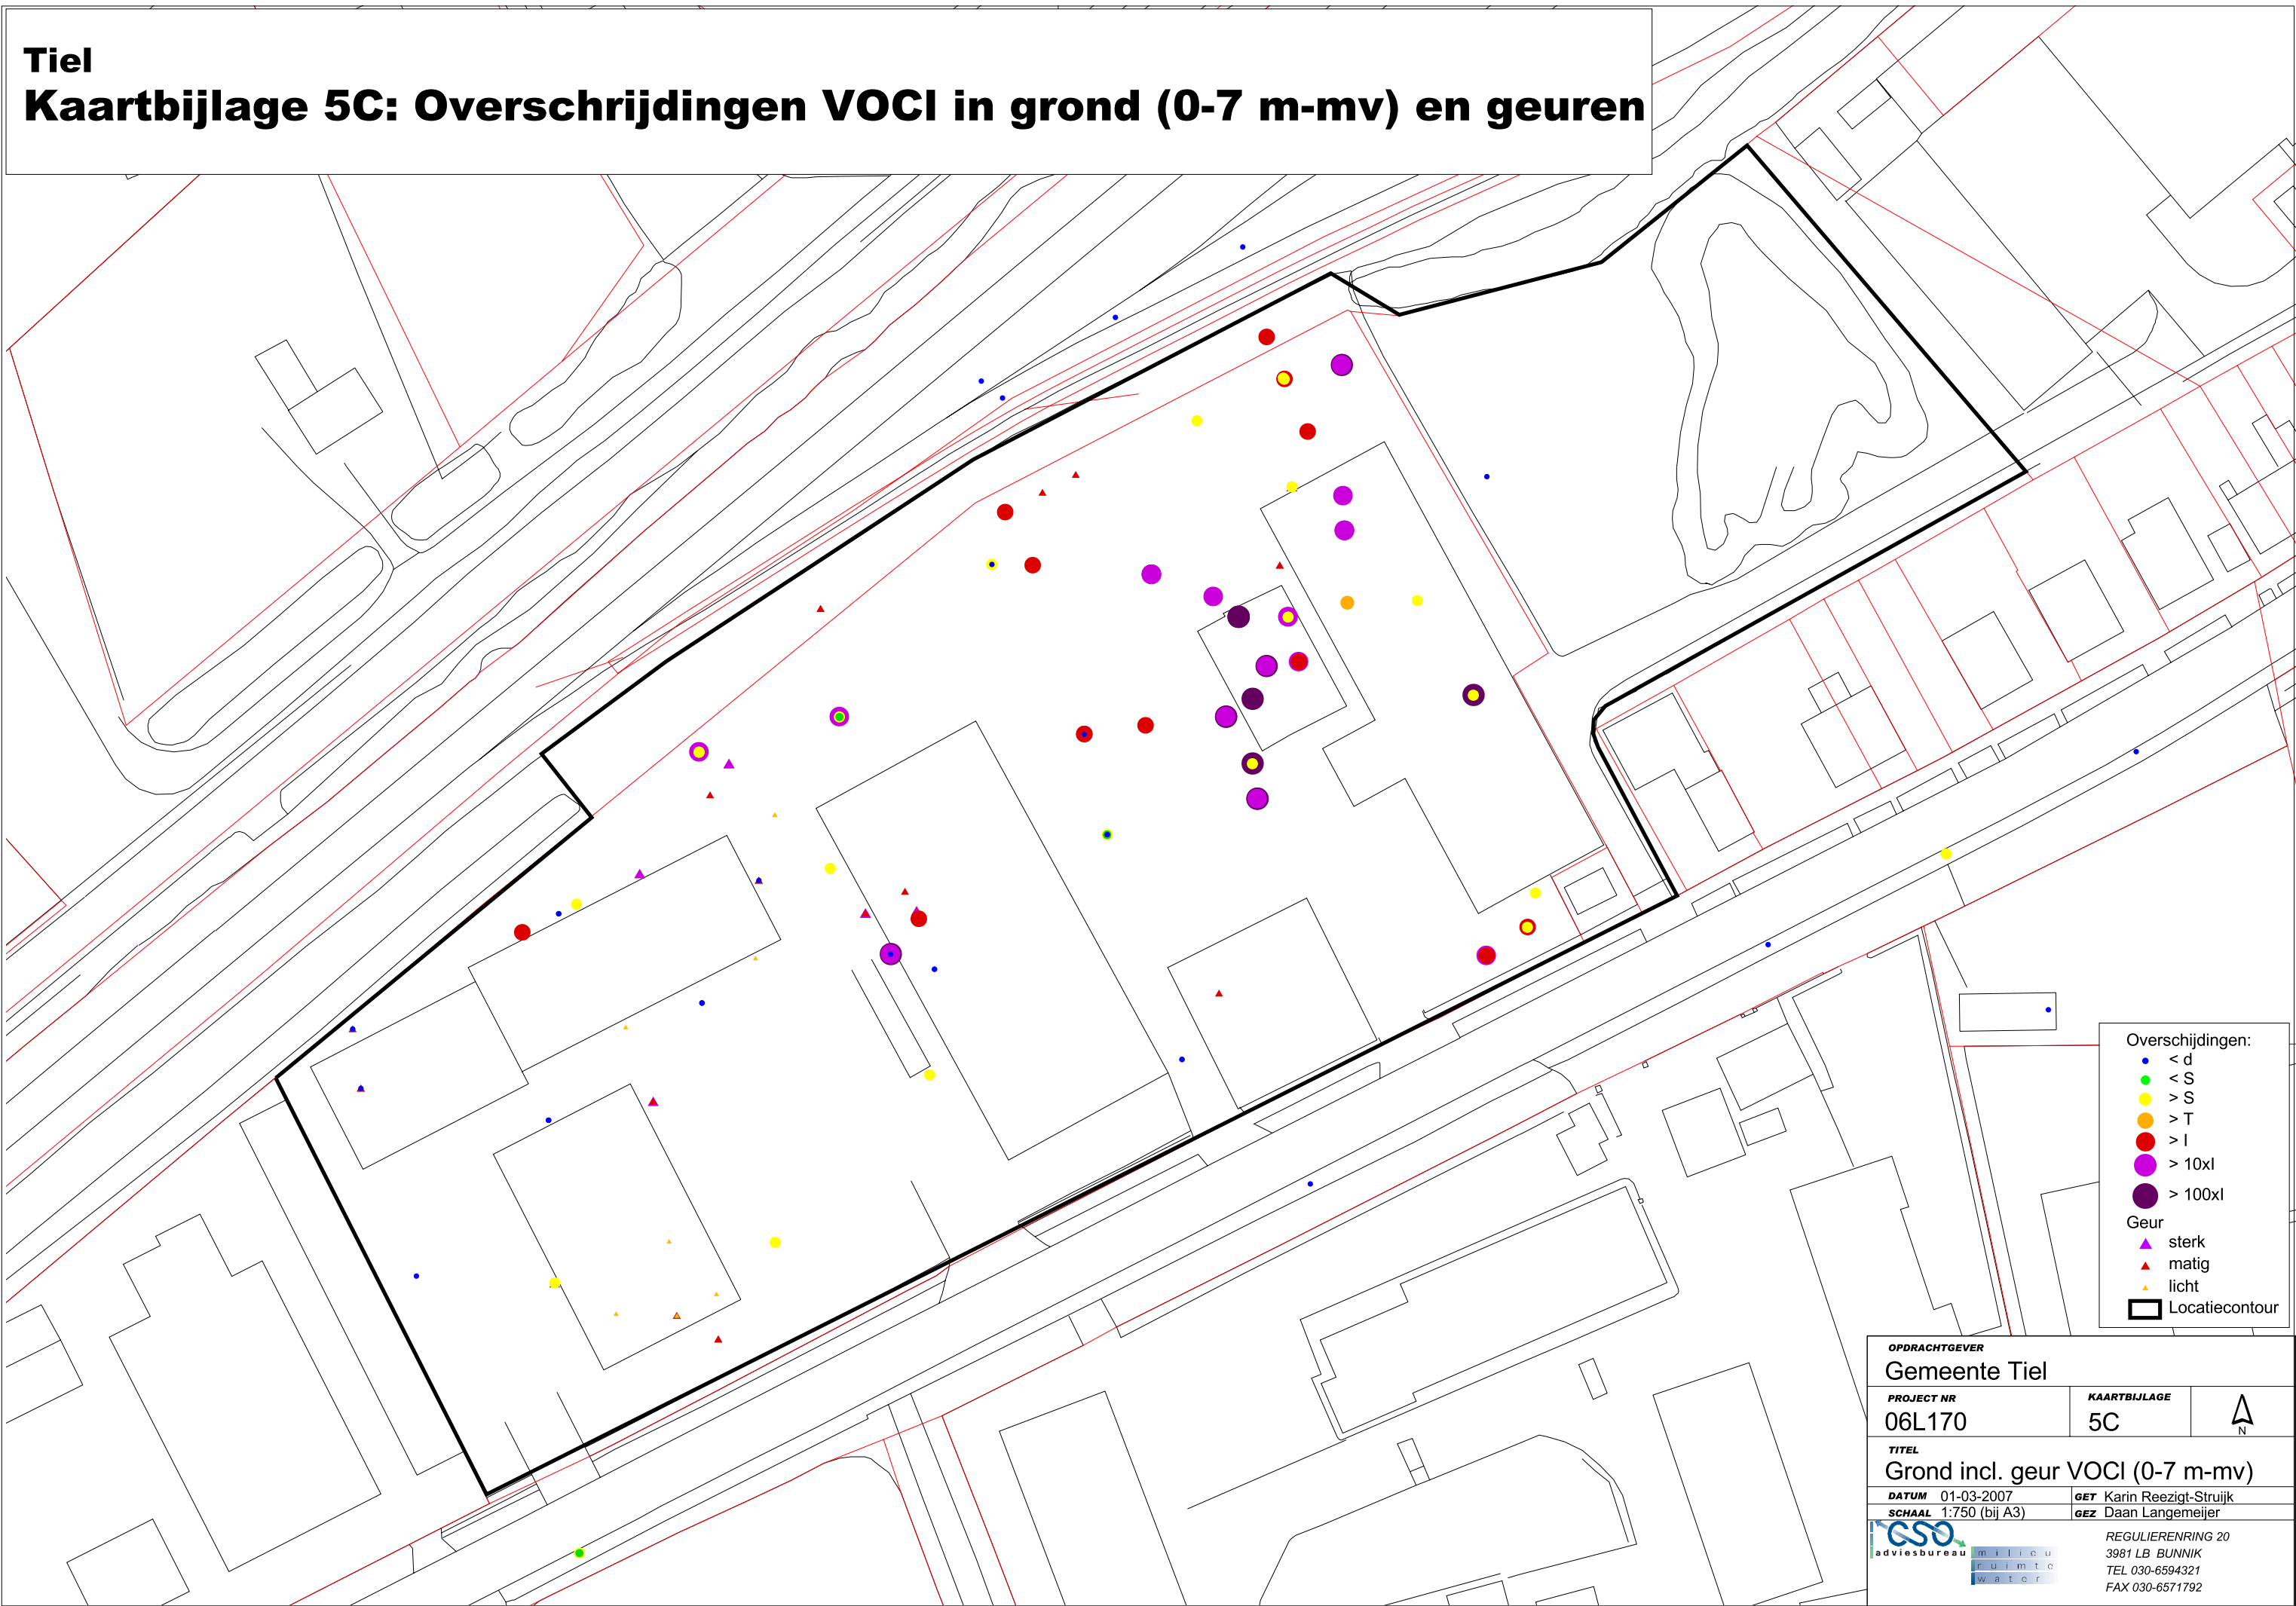 Tiel
Kaartbijlage 5C: Overschrijdingen VOCl in grond (0-7 m-mv) en geuren
Overschijdingen:
< d
< S
> S
> T
> I
> 10xI
> 100xI
Geur
sterk
matig
licht
Locatiecontour
OPDRACHTGEVER
Gemeente Tiel
PROJECT NR
06L170
KAARTBIJLAGE
5C
N
TITEL
Grond incl. geur VOCl (0-7 m-mv)
DATUM 01-03-2007
GET Karin Reezigt-Struijk
SCHAAL 1:750 (bij A3)
GEZ Daan Langemeijer
CSO
adviesbureau
milieu
ruimte
water
REGULIERENRING 20
3981 LB BUNNIK
TEL 030-6594321
FAX 030-6571792